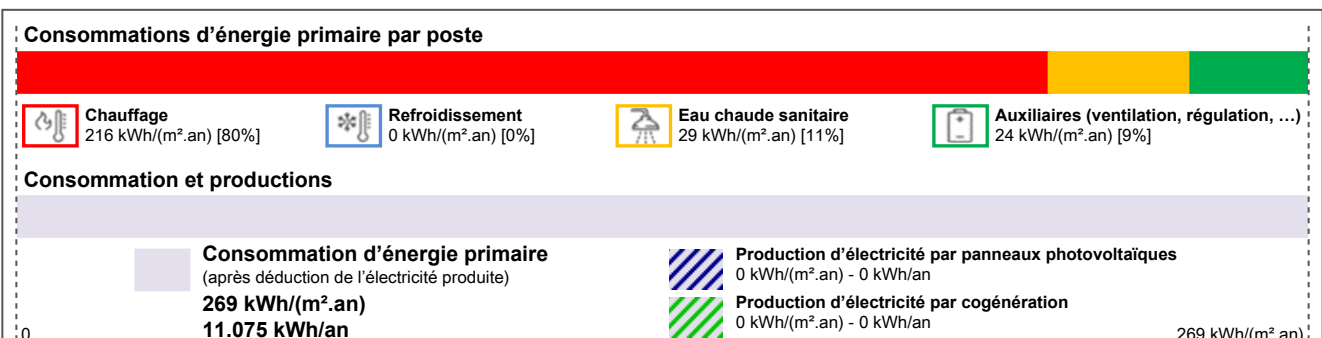 Consommations d'énergie primaire par poste
Chauffage
216 kWh/(m².an) [80%]
Refroidissement
0 kWh/(m².an) [0%]
Eau chaude sanitaire
29 kWh/(m².an) [11%]
Auxiliaires (ventilation, régulation, …)
24 kWh/(m².an) [9%]
Consommation et productions
Consommation d'énergie primaire
(après déduction de l'électricité produite)
269 kWh/(m².an)
11.075 kWh/an
Production d'électricité par panneaux photovoltaïques
0 kWh/(m².an) - 0 kWh/an
Production d'électricité par cogénération
0 kWh/(m².an) - 0 kWh/an
0
269 kWh/(m².an)